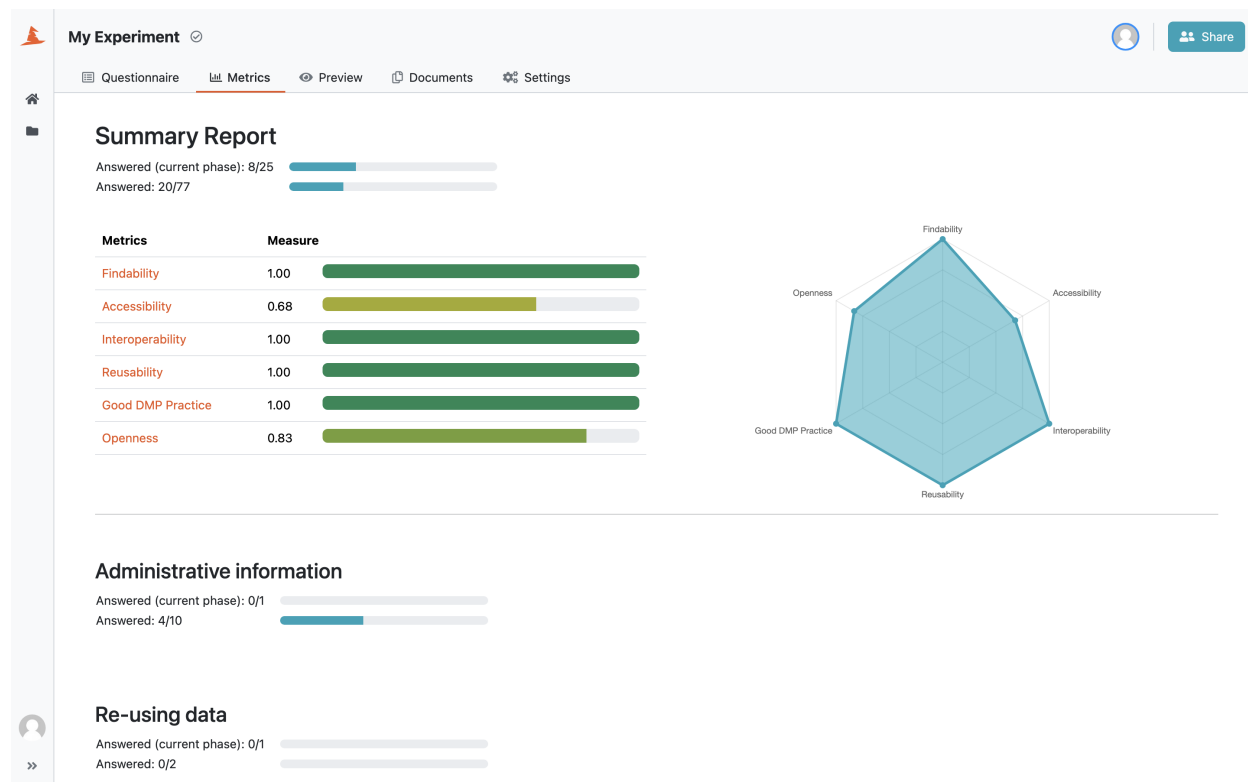 My Experiment
Share
Questionnaire Metrics Preview Documents Settings
Summary Report
Answered (current phase): 8/25
Answered: 20/77
Metrics Measure
Findability 1.00
Accessibility 0.68
Interoperability 1.00
Reusability 1.00
Good DMP Practice 1.00
Openness 0.83
Findability
Openness
Accessibility
Good DMP Practice
Interoperability
Reusability
Administrative information
Answered (current phase): 0/1
Answered: 4/10
Re-using data
Answered (current phase): 0/1
Answered: 0/2